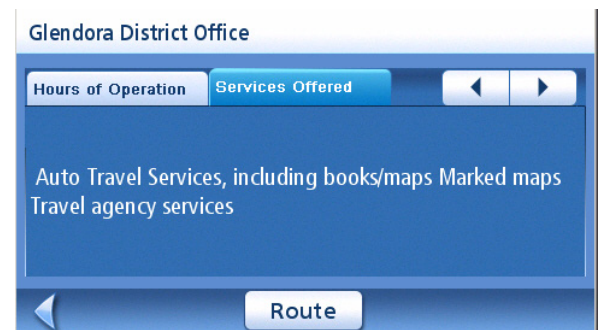 Glendora District Office
Hours of Operation Services Offered
Auto Travel Services, including books/maps Marked maps
Travel agency services
Route